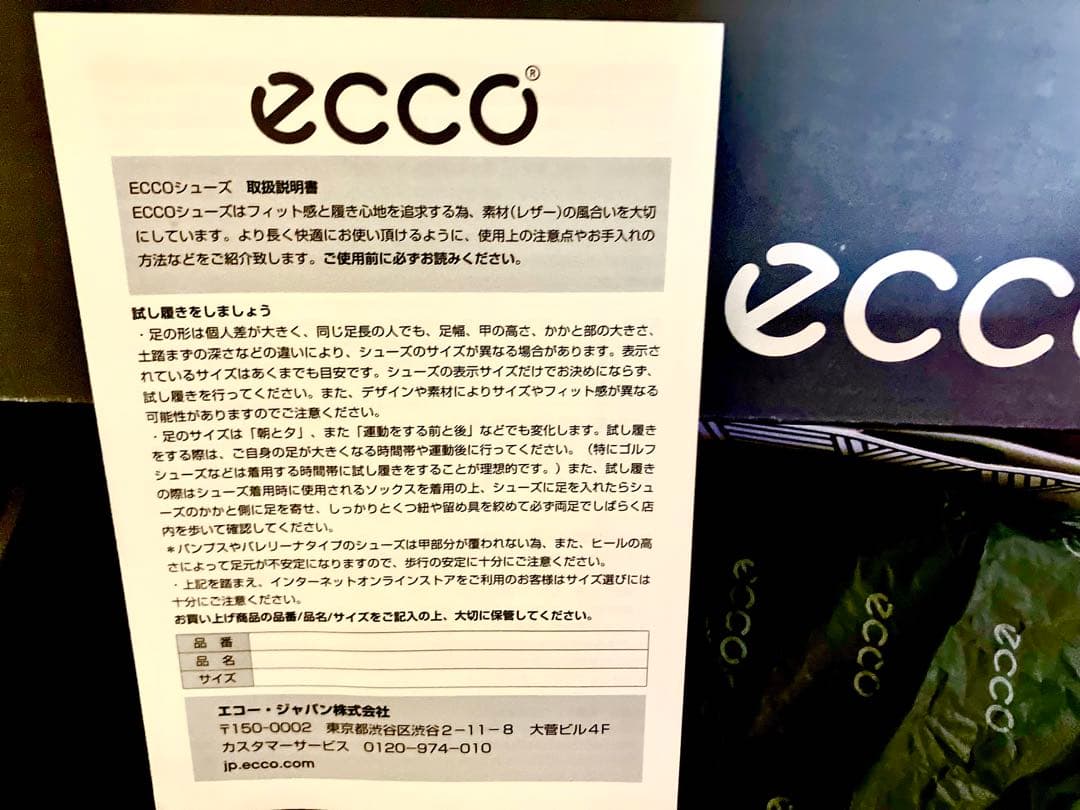 ecco®
ECCOシューズ 取扱説明書
ECCOシューズはフィット感と履き心地を追求する為、素材(レザー)の風合いを大切
にしています。より長く快適にお使い頂けるように、使用上の注意点やお手入れの
方法などをご紹介致します。ご使用前に必ずお読みください。
試し履きをしましょう
・足の形は個人差が大きく、同じ足長の人でも、足幅、甲の高さ、かかと部の大きさ、
土踏まずの深さなどの違いにより、シューズのサイズが異なる場合があります。表示さ
れているサイズはあくまでも目安です。シューズの表示サイズだけでお決めにならず、
試し履きを行ってください。また、デザインや素材によりサイズやフィット感が異なる
可能性がありますのでご注意ください。
・足のサイズは「朝と夕」、また「運動をする前と後」などでも変化します。試し履き
をする際は、ご自身の足が大きくなる時間帯や運動後に行ってください。（特にゴルフ
シューズなどは着用する時間帯に試し履きをすることが理想的です。）また、試し履き
の際はシューズ着用時に使用されるソックスを着用の上、シューズに足を入れたらシュ
ーズのかかと側に足を寄せ、しっかりとくつ紐や留め具を絞めて必ず両足でしばらく店
内を歩いて確認してください。
＊パンプスやバレリーナタイプのシューズは甲部分が覆われない為、また、ヒールの高
さによって足元が不安定になりますので、歩行の安定に十分にご注意ください。
・上記を踏まえ、インターネットオンラインストアをご利用のお客様はサイズ選びには
十分にご注意ください。
お買い上げ商品の品番/品名/サイズをご記入の上、大切に保管してください。
品 番
品 名
サイズ
エコー・ジャパン株式会社
〒150-0002 東京都渋谷区渋谷2-11-8 大菅ビル4F
カスタマーサービス 0120-974-010
jp.ecco.com
ecco
ecco
ecco
ecco